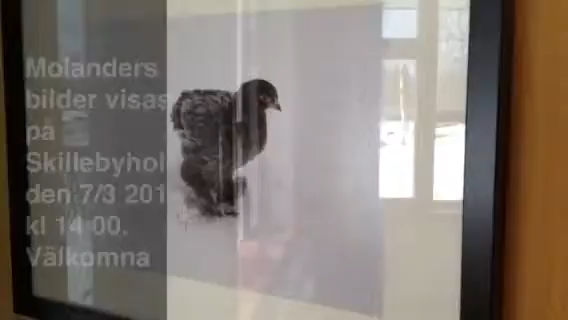 Molanders
bilder visas
på
Skillebyhol
den 7/3 201
kl 14:00.
Välkomna